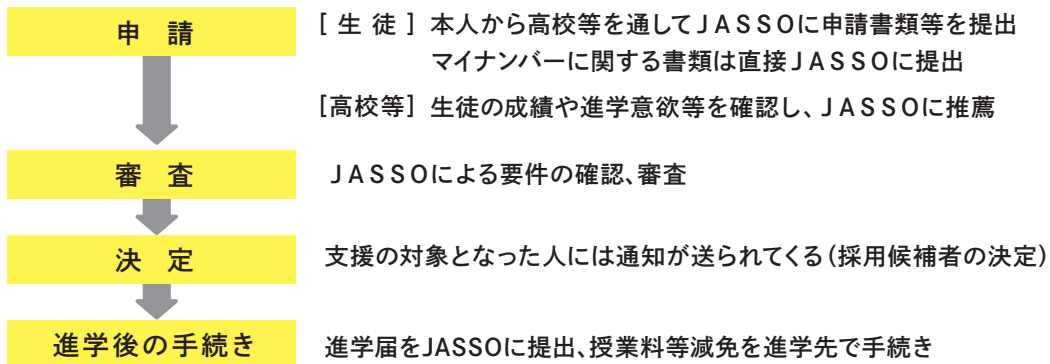 申 請
[ 生 徒 ] 本人から高校等を通してJASSOに申請書類等を提出
マイナンバーに関する書類は直接JASSOに提出
[高校等] 生徒の成績や進学意欲等を確認し、JASSOに推薦
審 査
JASSOによる要件の確認、審査
決 定
支援の対象となった人には通知が送られてくる(採用候補者の決定)
進学後の手続き
進学届をJASSOに提出、授業料等減免を進学先で手続き